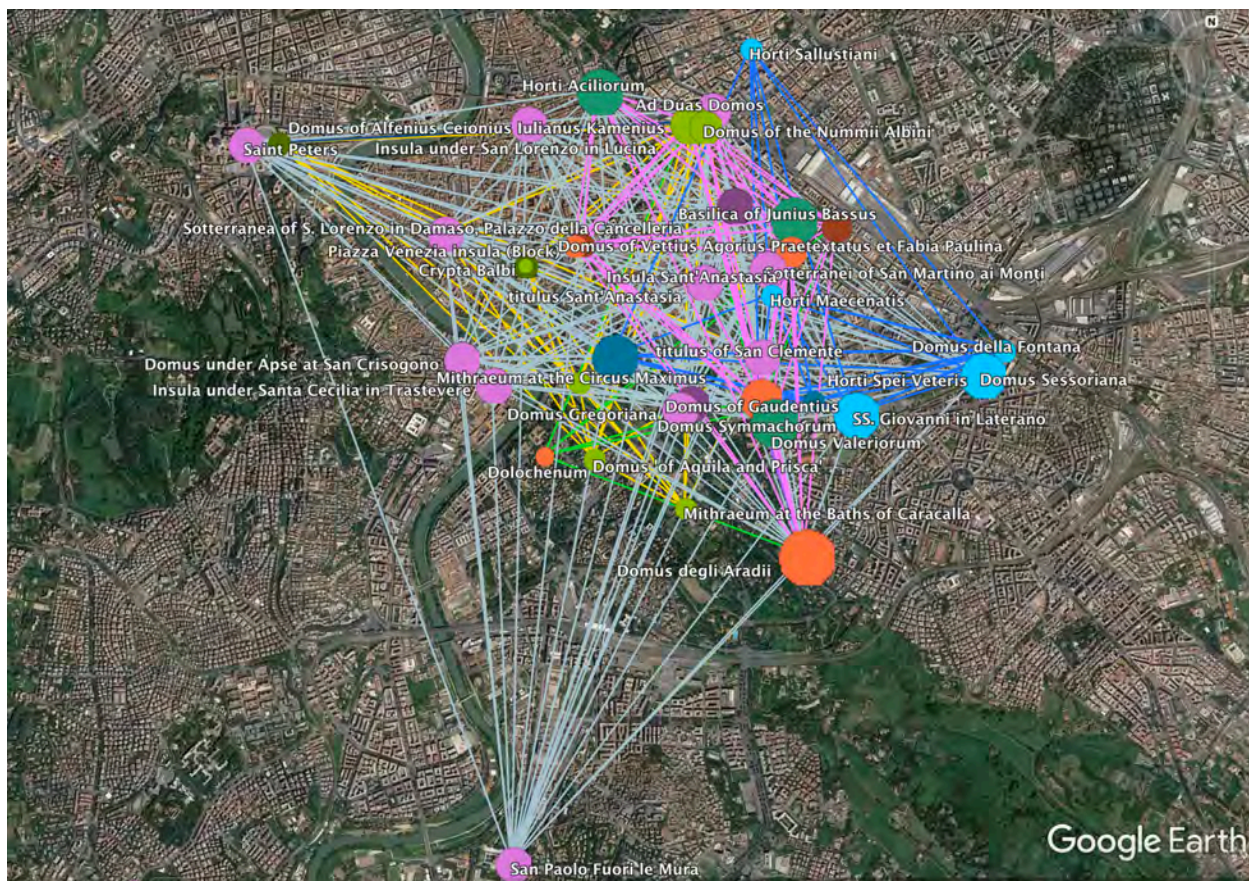 N
Horti Sallustiani
Horti Aciliorum
Ad Duas Domos
Domus of Alfenius Ceionius Iulianus Kamenius
Domus of the Nummii Albini
Saint Peters
Insula under San Lorenzo in Lucina
Basilica of Junius Bassus
Sotterranea of S. Lorenzo in Damaso, Palazzo della Cancelleria
Domus of Vettius Agorius Praetextatus et Fabia Paulina
Piazza Venezia insula (Block)
Crypta Balbi
Insula Sant'Anastasia
Sotterranei of San Martino ai Monti
titulus Sant'Anastasia
Horti Maecenatis
Domus della Fontana
titulus of San Clemente
Domus under Apse at San Crisogono
Mithraeum at the Circus Maximus
Horti Spei Veteris
Domus Sessoriana
Insula under Santa Cecilia in Trastevere
Domus of Gaudentius
Domus Gregoriana
SS. Giovanni in Laterano
Domus Symmachorum
Domus Valeriorum
Dolochenum
Domus of Aquila and Prisca
Mithraeum at the Baths of Caracalla
Domus degli Aradii
Google Earth
San Paolo Fuori le Mura